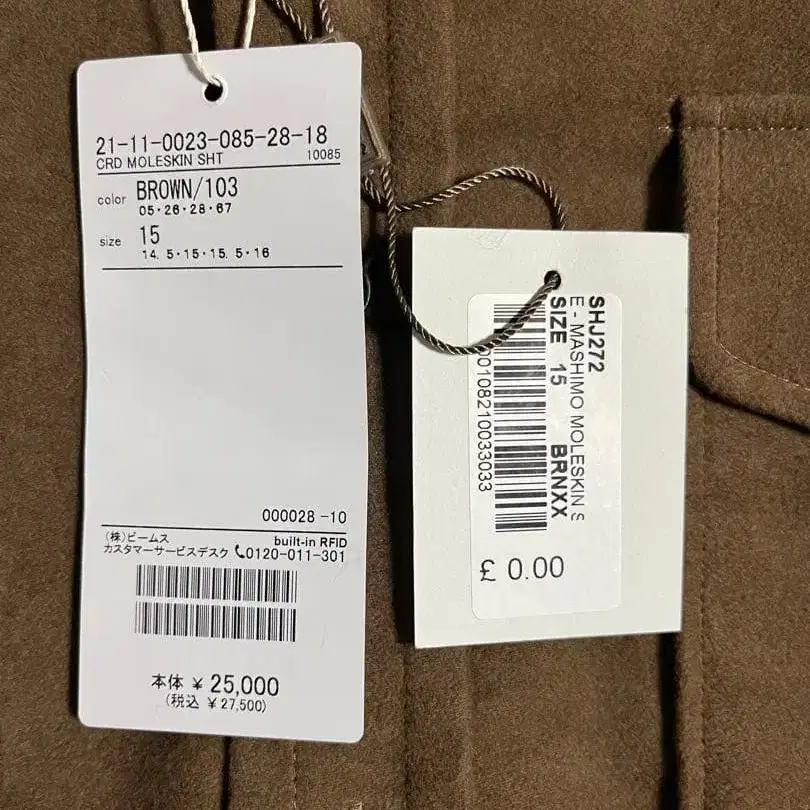 21-11-0023-085-28-18
CRD MOLESKIN SHT 10085
color BROWN/103
05・26・28・67
size 15
14.5・15・15.5・16
000028-10
(株)ビームス built-in RFID
カスタマーサービスデスク 0120-011-301
本体 ¥25,000
(税込 ¥27,500)
SHJ272
E - MASHIMO MOLESKIN S
SIZE 15 BRNXX
0010821003303​3
£ 0.00